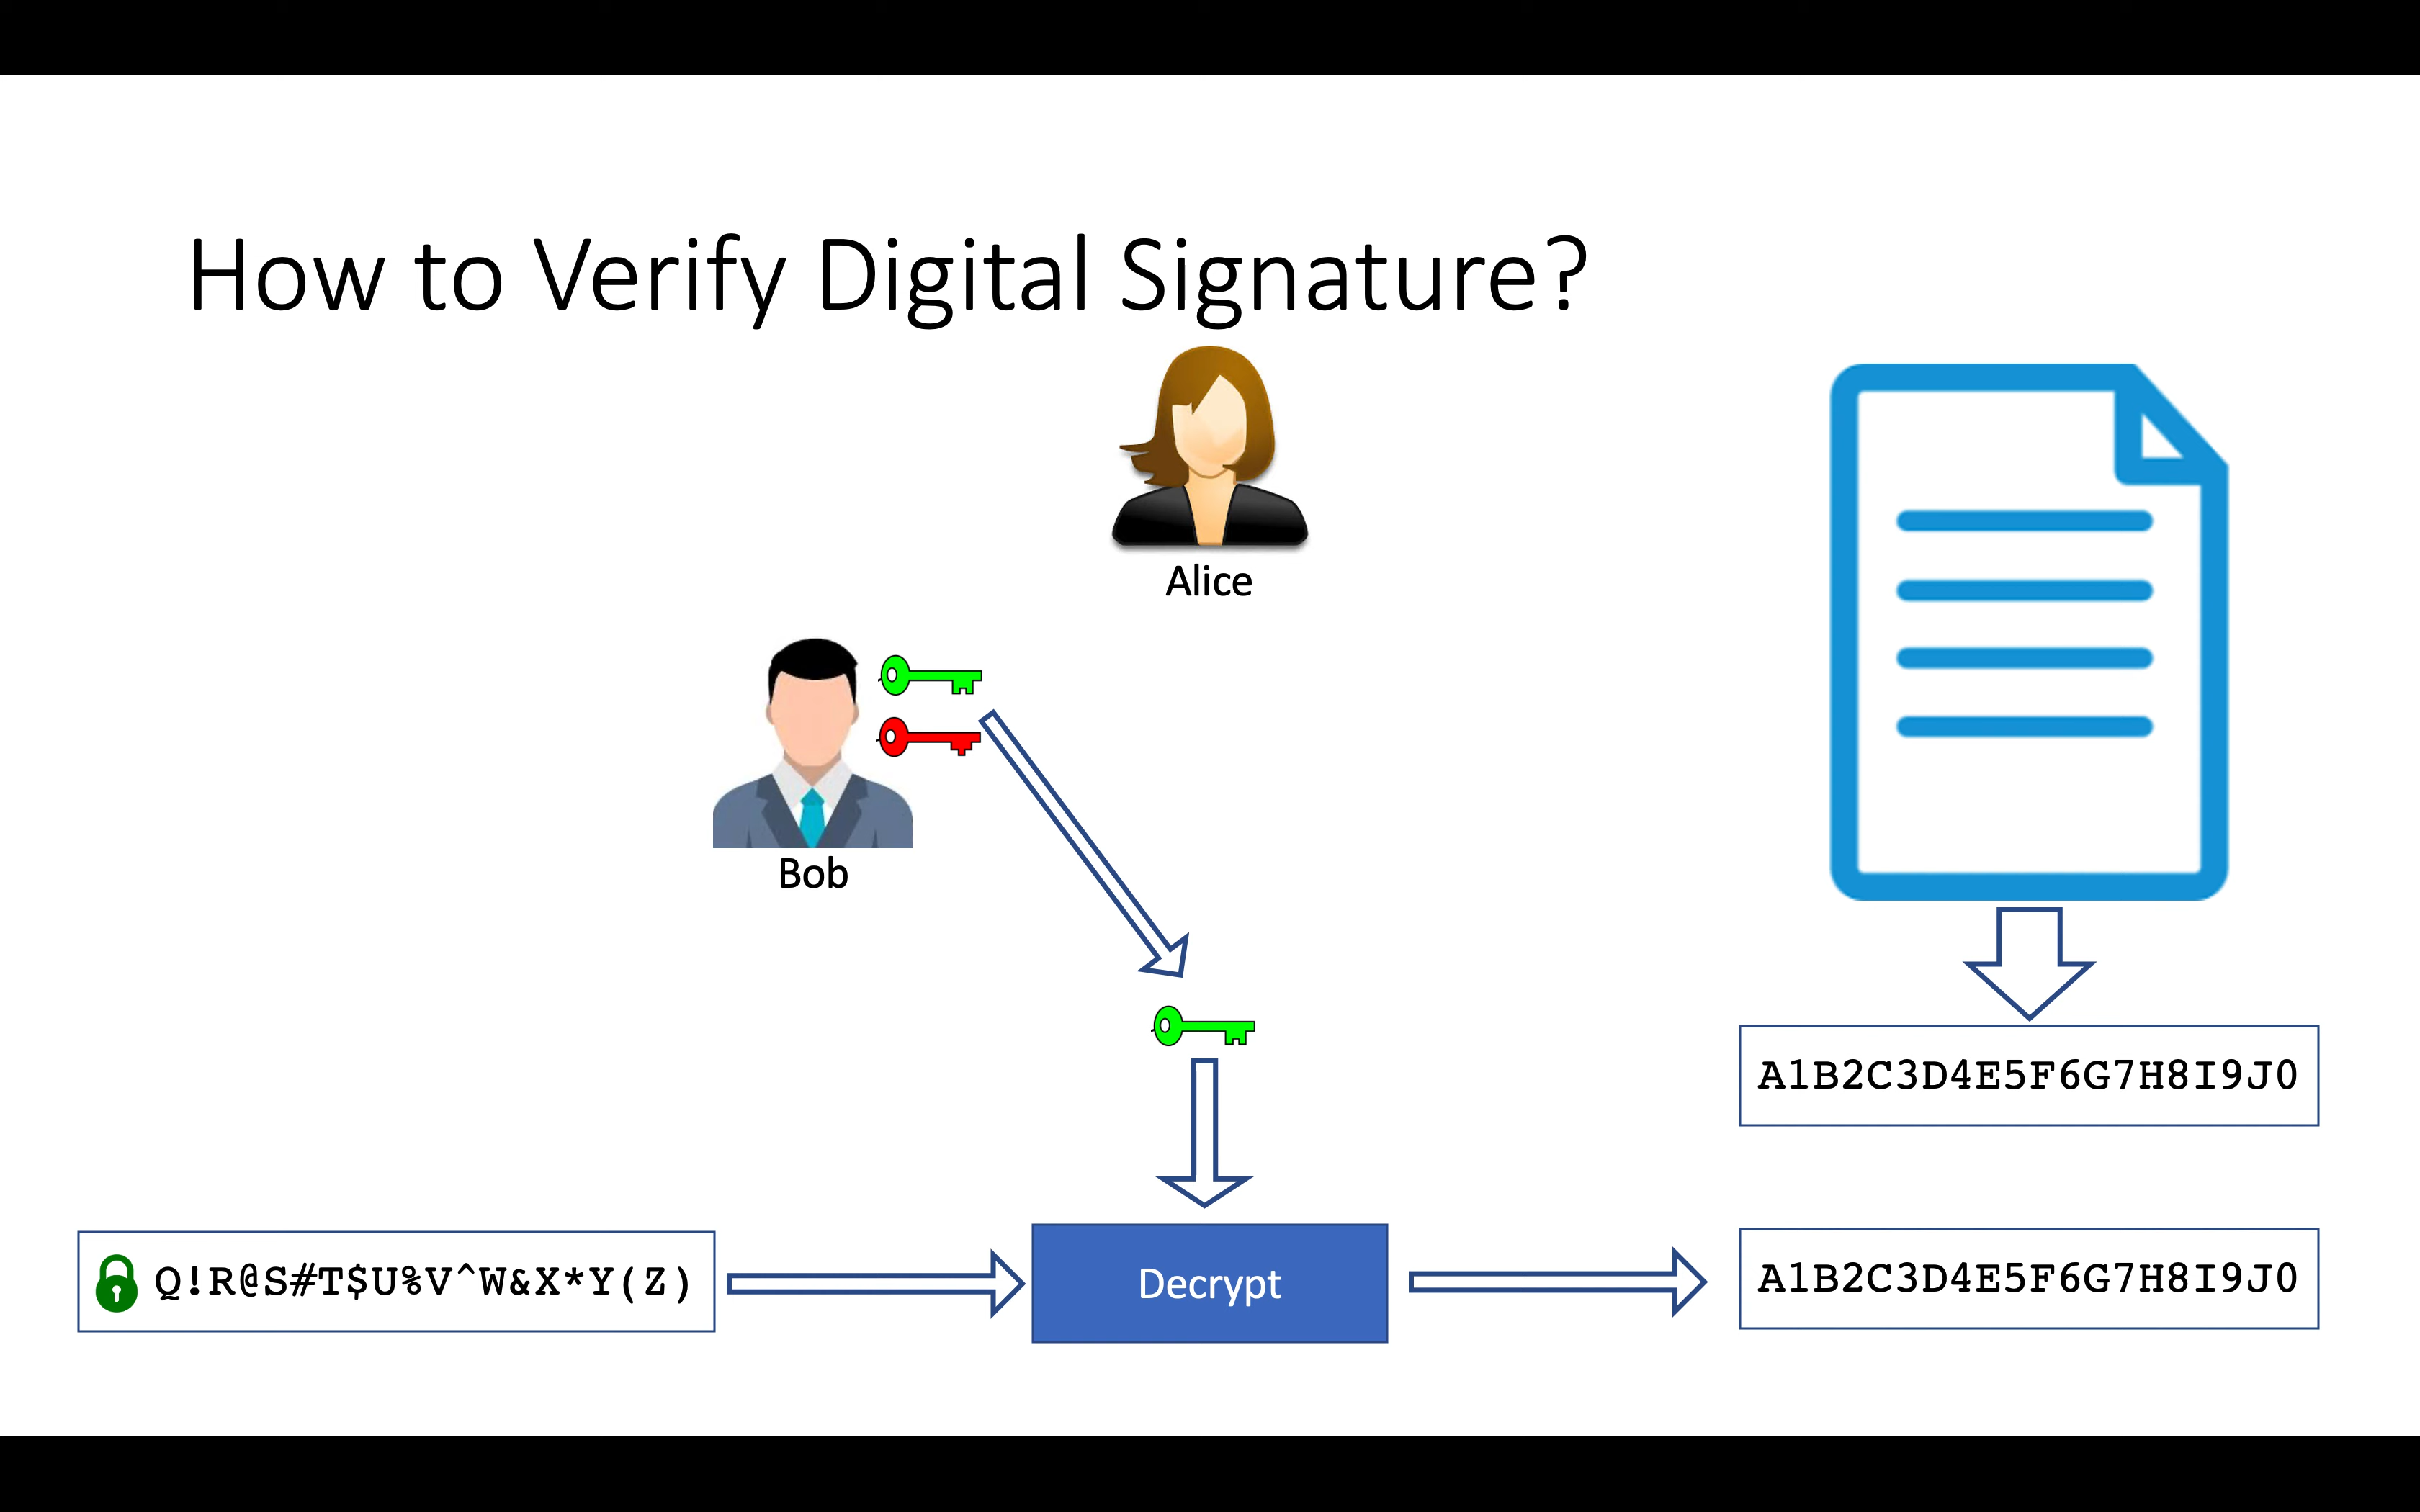 How to Verify Digital Signature?
Alice
Bob
A1B2C3D4E5F6G7H8I9J0
Q!R@S#T$U%V^W&X*Y(Z)
Decrypt
A1B2C3D4E5F6G7H8I9J0